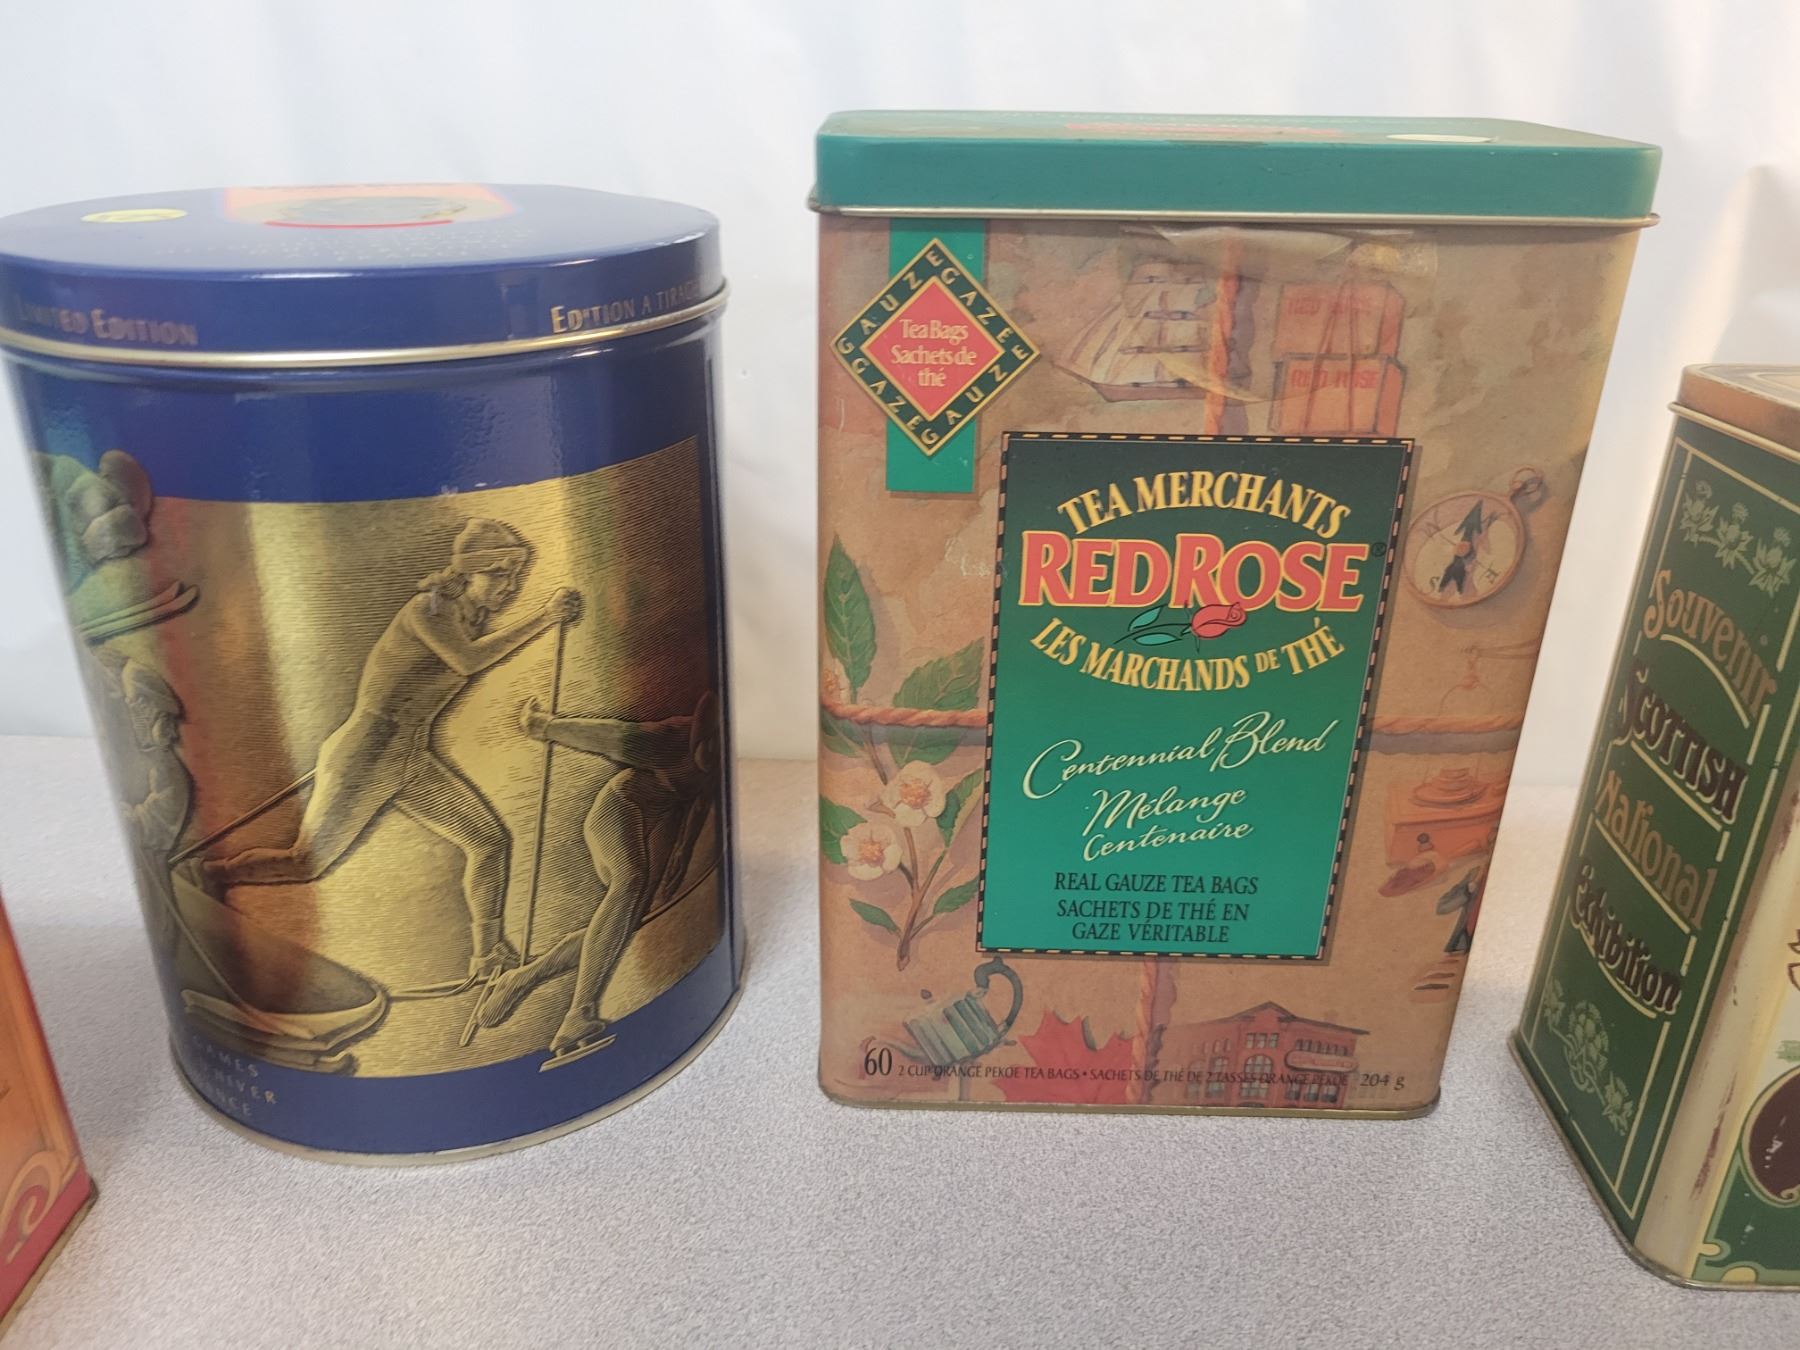 LIMITED EDITION
EDITION A TIRAGE
GAMES
HIVER
GAUZE GAZE
GAZE GAUZE
Tea Bags
Sachets de
thé
RED ROSE
RED ROSE
TEA MERCHANTS
RED ROSE®
LES MARCHANDS DE THÉ
Centennial Blend
Mélange
Centenaire
REAL GAUZE TEA BAGS
SACHETS DE THÉ EN
GAZE VÉRITABLE
60 2 CUP ORANGE PEKOE TEA BAGS • SACHETS DE THÉ DE 2 TASSES ORANGE PEKOE 204 g
Souvenir
SCOTTISH
National
Exhibition